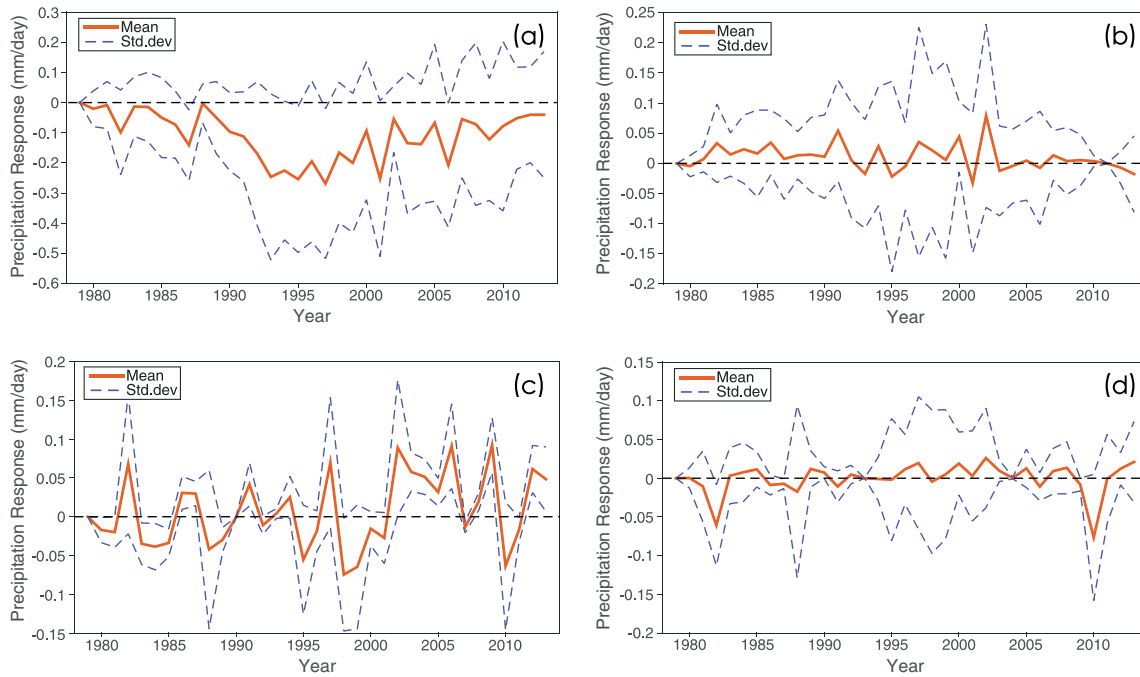 Mean
Std.dev
(a)
Precipitation Response (mm/day)
0.3
0.2
0.1
0
-0.1
-0.2
-0.3
-0.4
-0.5
-0.6
1980 1985 1990 1995 2000 2005 2010
Year
Mean
Std.dev
(b)
Precipitation Response (mm/day)
0.25
0.2
0.15
0.1
0.05
0
-0.05
-0.1
-0.15
-0.2
1980 1985 1990 1995 2000 2005 2010
Year
Mean
Std.dev
(c)
Precipitation Response (mm/day)
0.2
0.15
0.1
0.05
0
-0.05
-0.1
-0.15
1980 1985 1990 1995 2000 2005 2010
Year
Mean
Std.dev
(d)
Precipitation Response (mm/day)
0.15
0.1
0.05
0
-0.05
-0.1
-0.15
-0.2
1980 1985 1990 1995 2000 2005 2010
Year